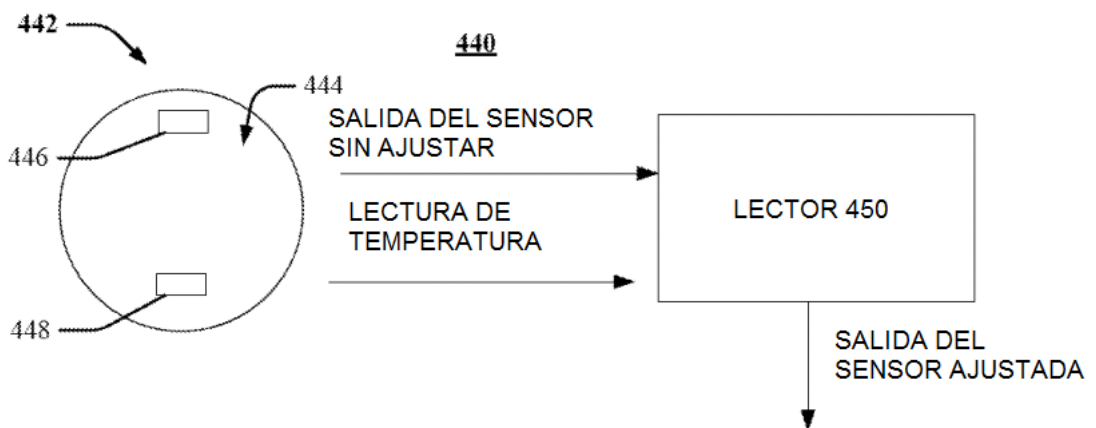 442
440
444
SALIDA DEL SENSOR
SIN AJUSTAR
446
LECTURA DE
TEMPERATURA
LECTOR 450
448
SALIDA DEL
SENSOR AJUSTADA